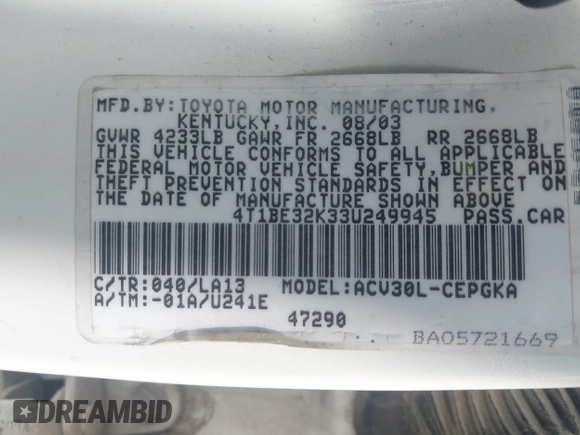 MFD.BY:TOYOTA MOTOR MANUFACTURING,
KENTUCKY,INC. 08/03
GVWR 4233LB GAWR FR 2668LB RR 2668LB
THIS VEHICLE CONFORMS TO ALL APPLICABLE
FEDERAL MOTOR VEHICLE SAFETY,BUMPER AND
THEFT PREVENTION STANDARDS IN EFFECT ON
THE DATE OF MANUFACTURE SHOWN ABOVE
4T1BE32K33U249945 PASS.CAR
C/TR:040/LA13 MODEL:ACV30L-CEPGKA
A/TM:-01A/U241E
47290
BA05721669
DREAMBID